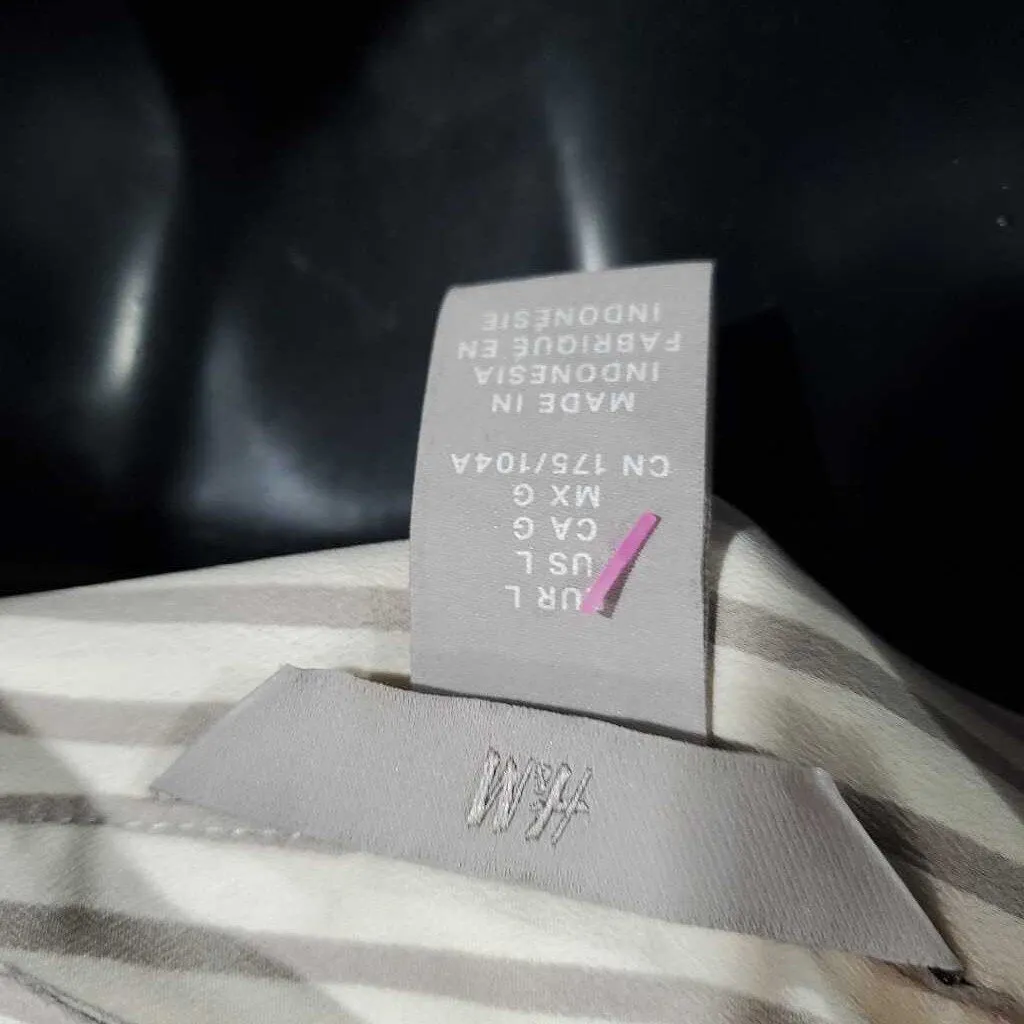 H&M
EUR L
US L
CA G
MX G
CN 175/104A
MADE IN
INDONESIA
FABRIQUÉ EN
INDONÉSIE